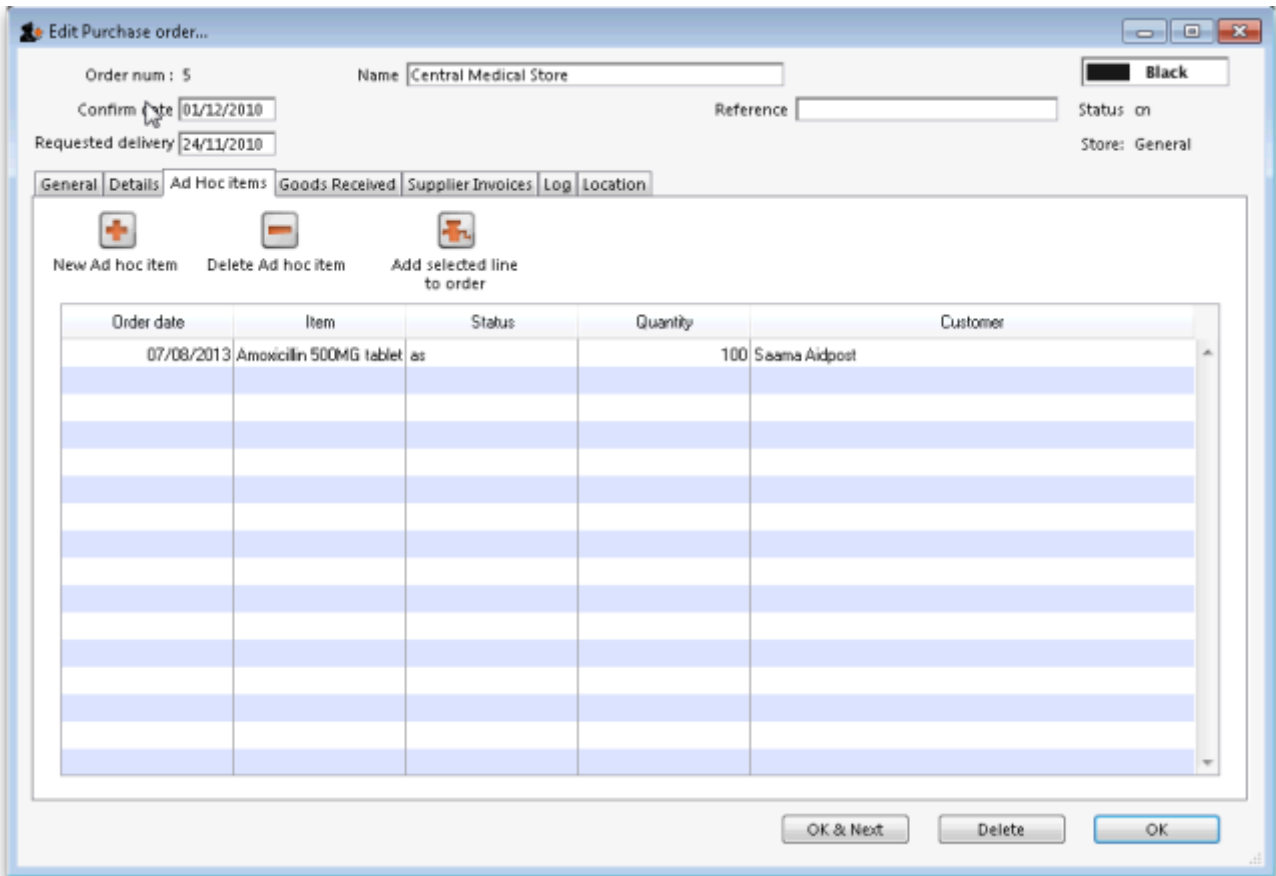 Edit Purchase order...
Order num : 5 Name Central Medical Store Black
Confirm date 01/12/2010 Reference Status cn
Requested delivery 24/11/2010 Store: General
General Details Ad Hoc items Goods Received Supplier Invoices Log Location
New Ad hoc item Delete Ad hoc item Add selected line
to order
Order date Item Status Quantity Customer
07/08/2013 Amoxicillin 500MG tablet as 100 Saama Aidpost
OK & Next Delete OK